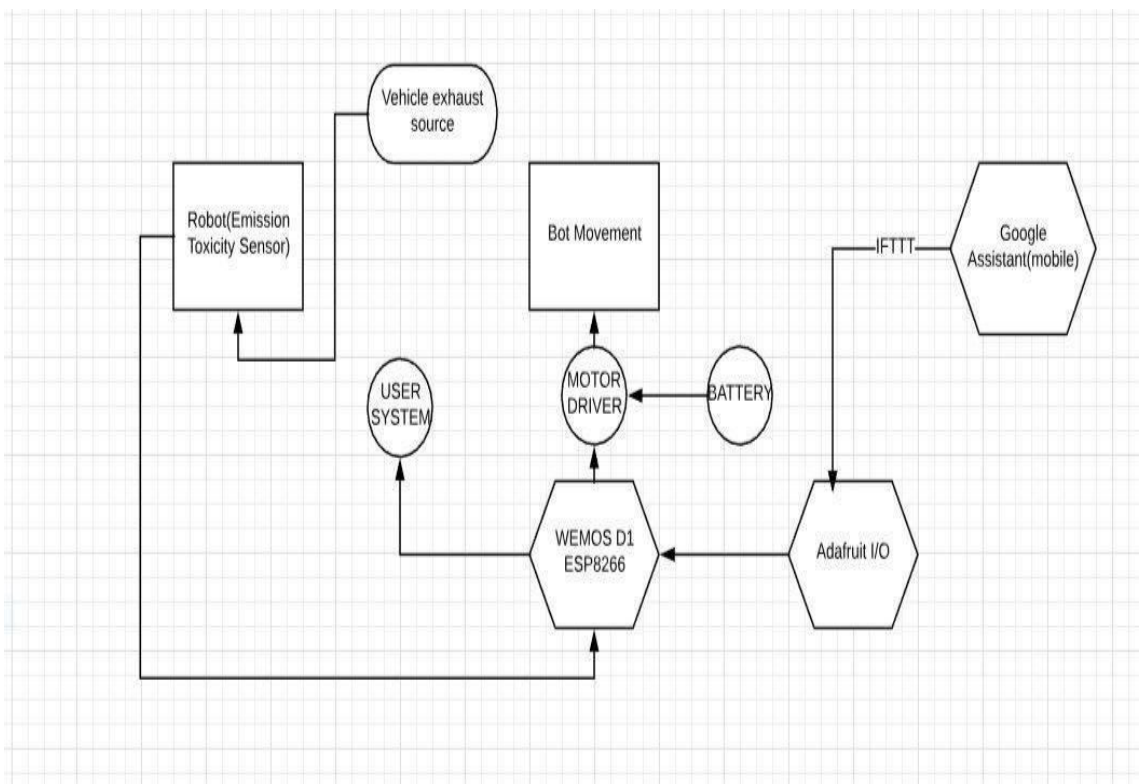 Vehicle exhaust
source
Robot(Emission
Toxicity Sensor)
Bot Movement
Google
Assistant(mobile)
IFTTT
USER
SYSTEM
MOTOR
DRIVER
BATTERY
WEMOS D1
ESP8266
Adafruit I/O